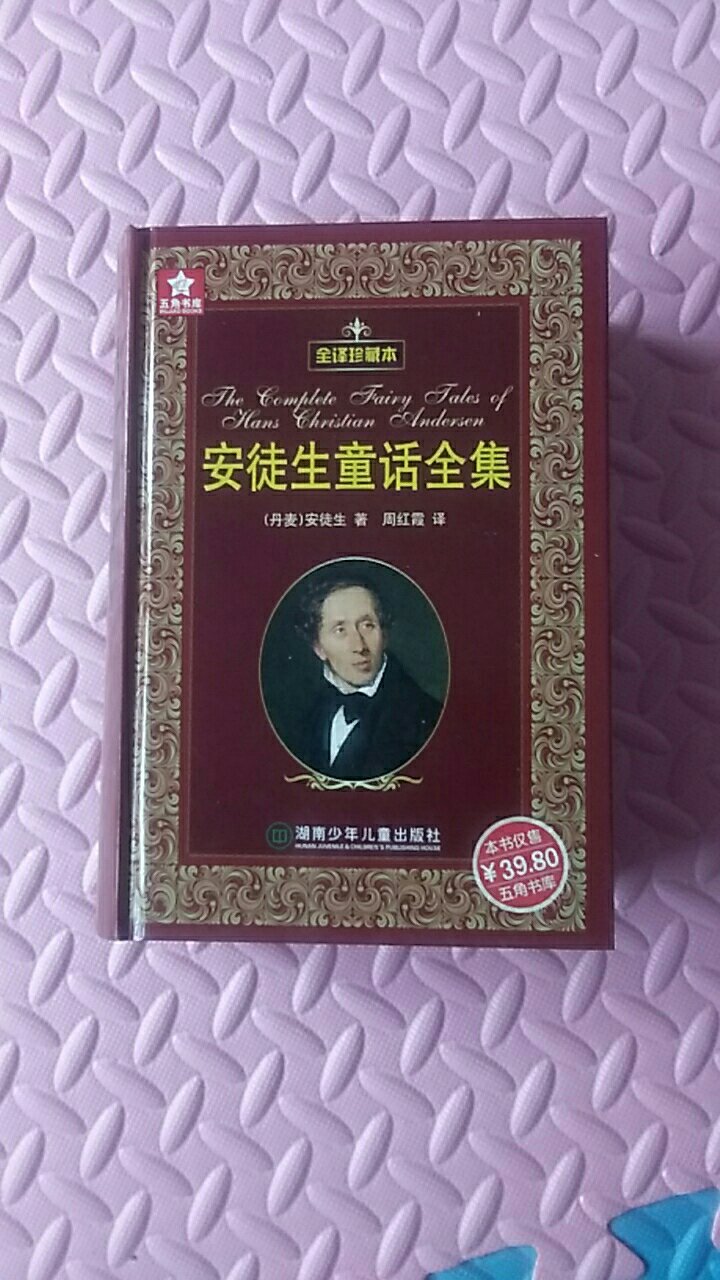 五角书库
WUJIAO BOOKS
全译珍藏本
The Complete Fairy Tales of
Hans Christian Andersen
安徒生童话全集
(丹麦)安徒生 著 周红霞 译
湖南少年儿童出版社
HUNAN JUVENILE & CHILDREN'S PUBLISHING HOUSE
本书仅售
¥39.80
五角书库